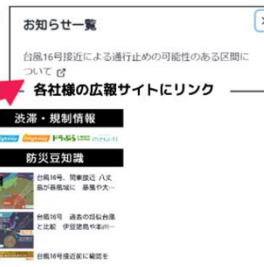 お知らせ一覧
台風16号接近による通行止めの可能性のある区間に
ついて
各社様の広報サイトにリンク
渋滞・規制情報
防災豆知識
台風16号、関東接近 八丈
島が暴風域に 暴風や大…
台風16号 過去の類似台風
と比較 伊豆諸島や本州…
台風16号接近前に確認を